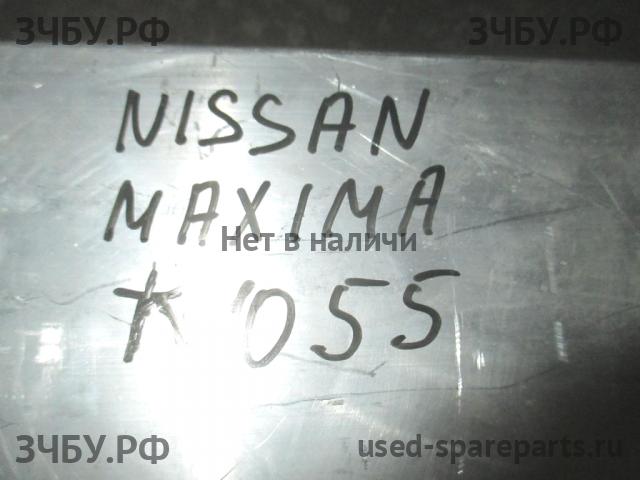 ЗЧБУ.РФ ЗЧБУ.РФ
NISSAN
MAXIMA
Нет в наличи
*055
ЗЧБУ.РФ used-spareparts.ru